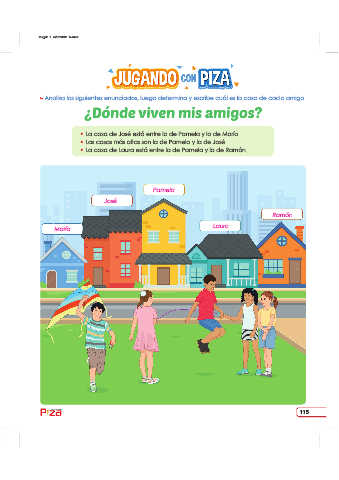 JUGANDO CON PIZA
Analiza los siguientes enunciados, luego determina y escribe cuál es la casa de cada amigo.
¿Dónde viven mis amigos?
• La casa de José está entre la de Pamela y la de María
• Las casas más altas son la de Pamela y la de José
• La casa de Laura está entre la de Pamela y la de Ramón.
Pamela
José
Ramón
Laura
María
Piza
115